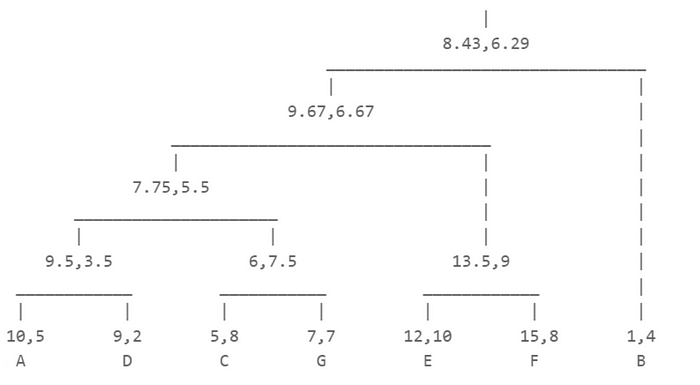 8.43,6.29
9.67,6.67
7.75,5.5
9.5,3.5 6,7.5 13.5,9
10,5 9,2 5,8 7,7 12,10 15,8 1,4
A D C G E F B